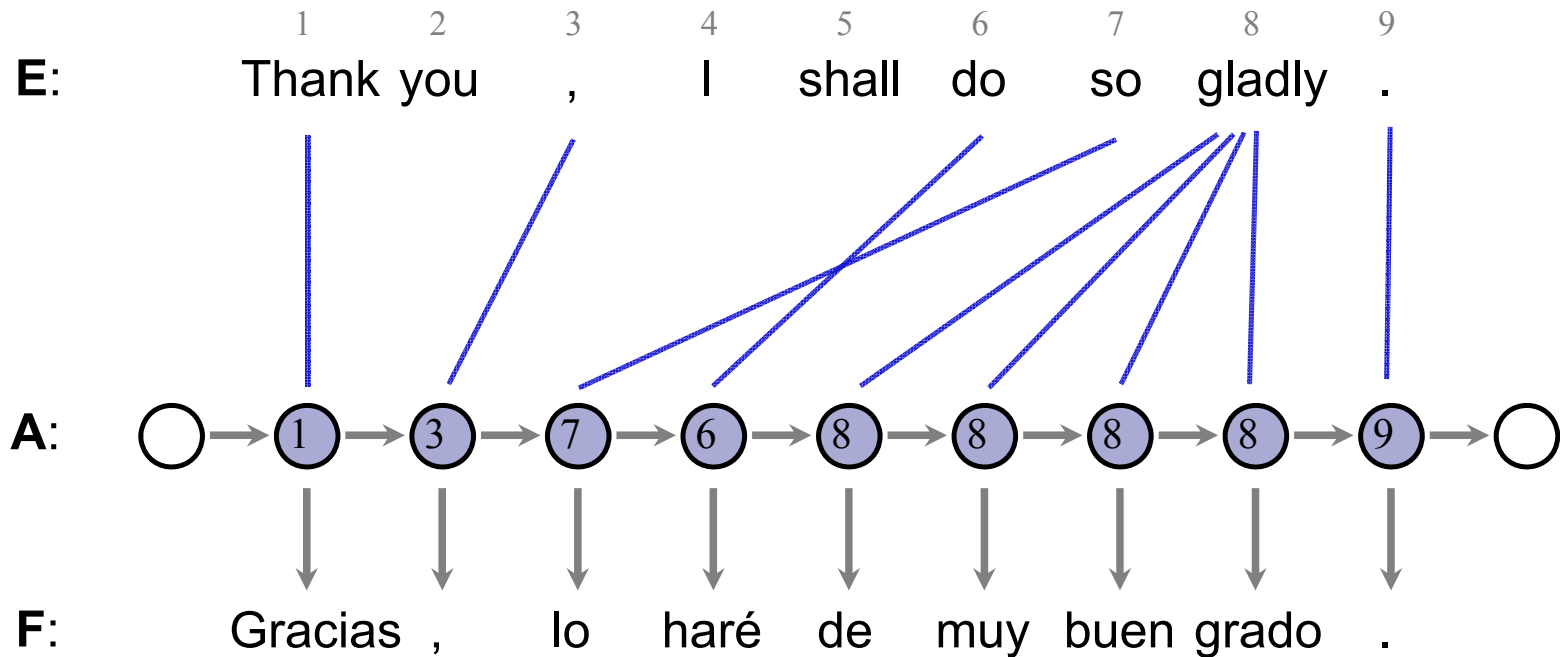 1 2 3 4 5 6 7 8 9
E: Thank you , I shall do so gladly .
A: 1 3 7 6 8 8 8 8 9
F: Gracias , lo haré de muy buen grado .